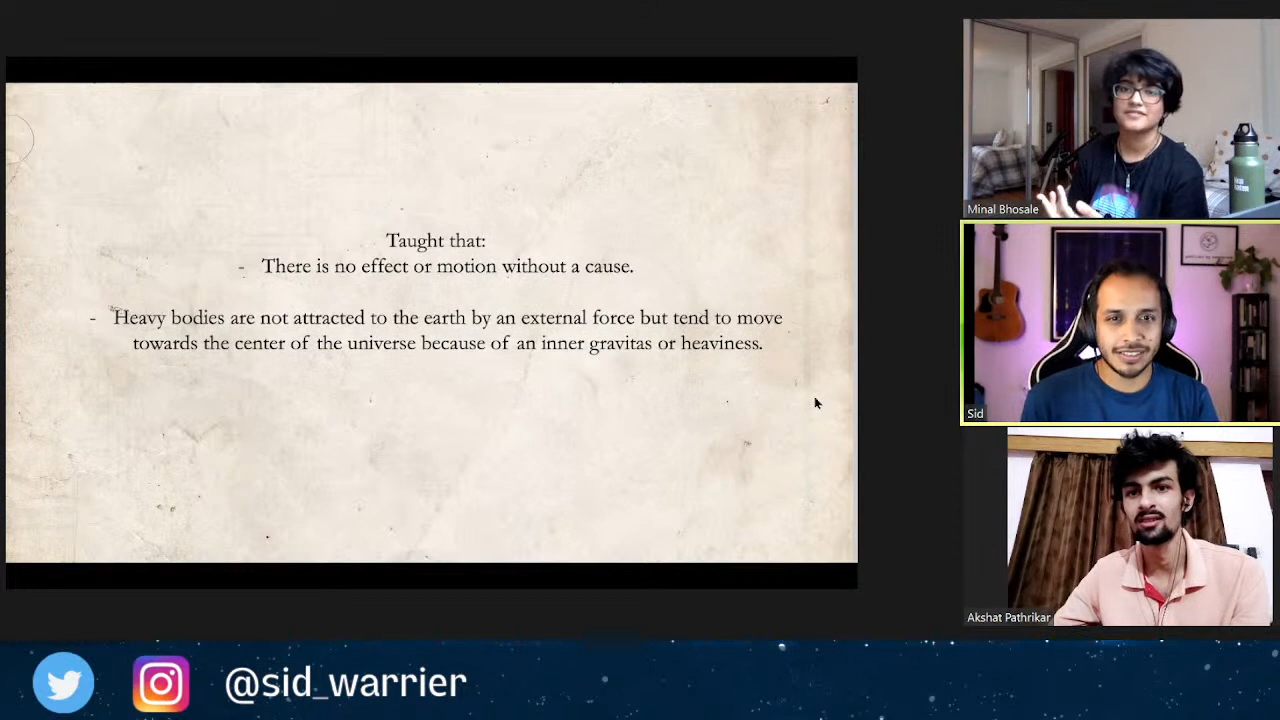 Taught that:
- There is no effect or motion without a cause.
- Heavy bodies are not attracted to the earth by an external force but tend to move
towards the center of the universe because of an inner gravitas or heaviness.
Minal Bhosale
Sid
Akshat Pathrikar
@sid_warrier